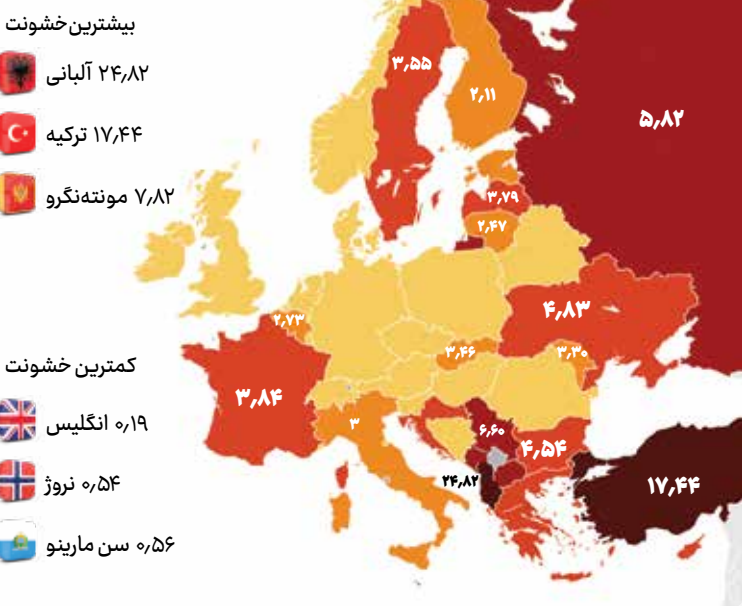 بیشترین خشونت
۲۴٫۸۲ آلبانی
۱۷٫۴۴ ترکیه
۷٫۸۲ مونته‌نگرو
کمترین خشونت
۰٫۱۹ انگلیس
۰٫۵۴ نروژ
۰٫۵۶ سن مارینو
۳٫۵۵
۲٫۱۱
۵٫۸۲
۳٫۷۹
۲٫۴۷
۴٫۸۳
۲٫۷۳
۳٫۴۶
۳٫۳۰
۳٫۸۴
۳
۶٫۶۰
۴٫۵۴
۲۴٫۸۲
۱۷٫۴۴